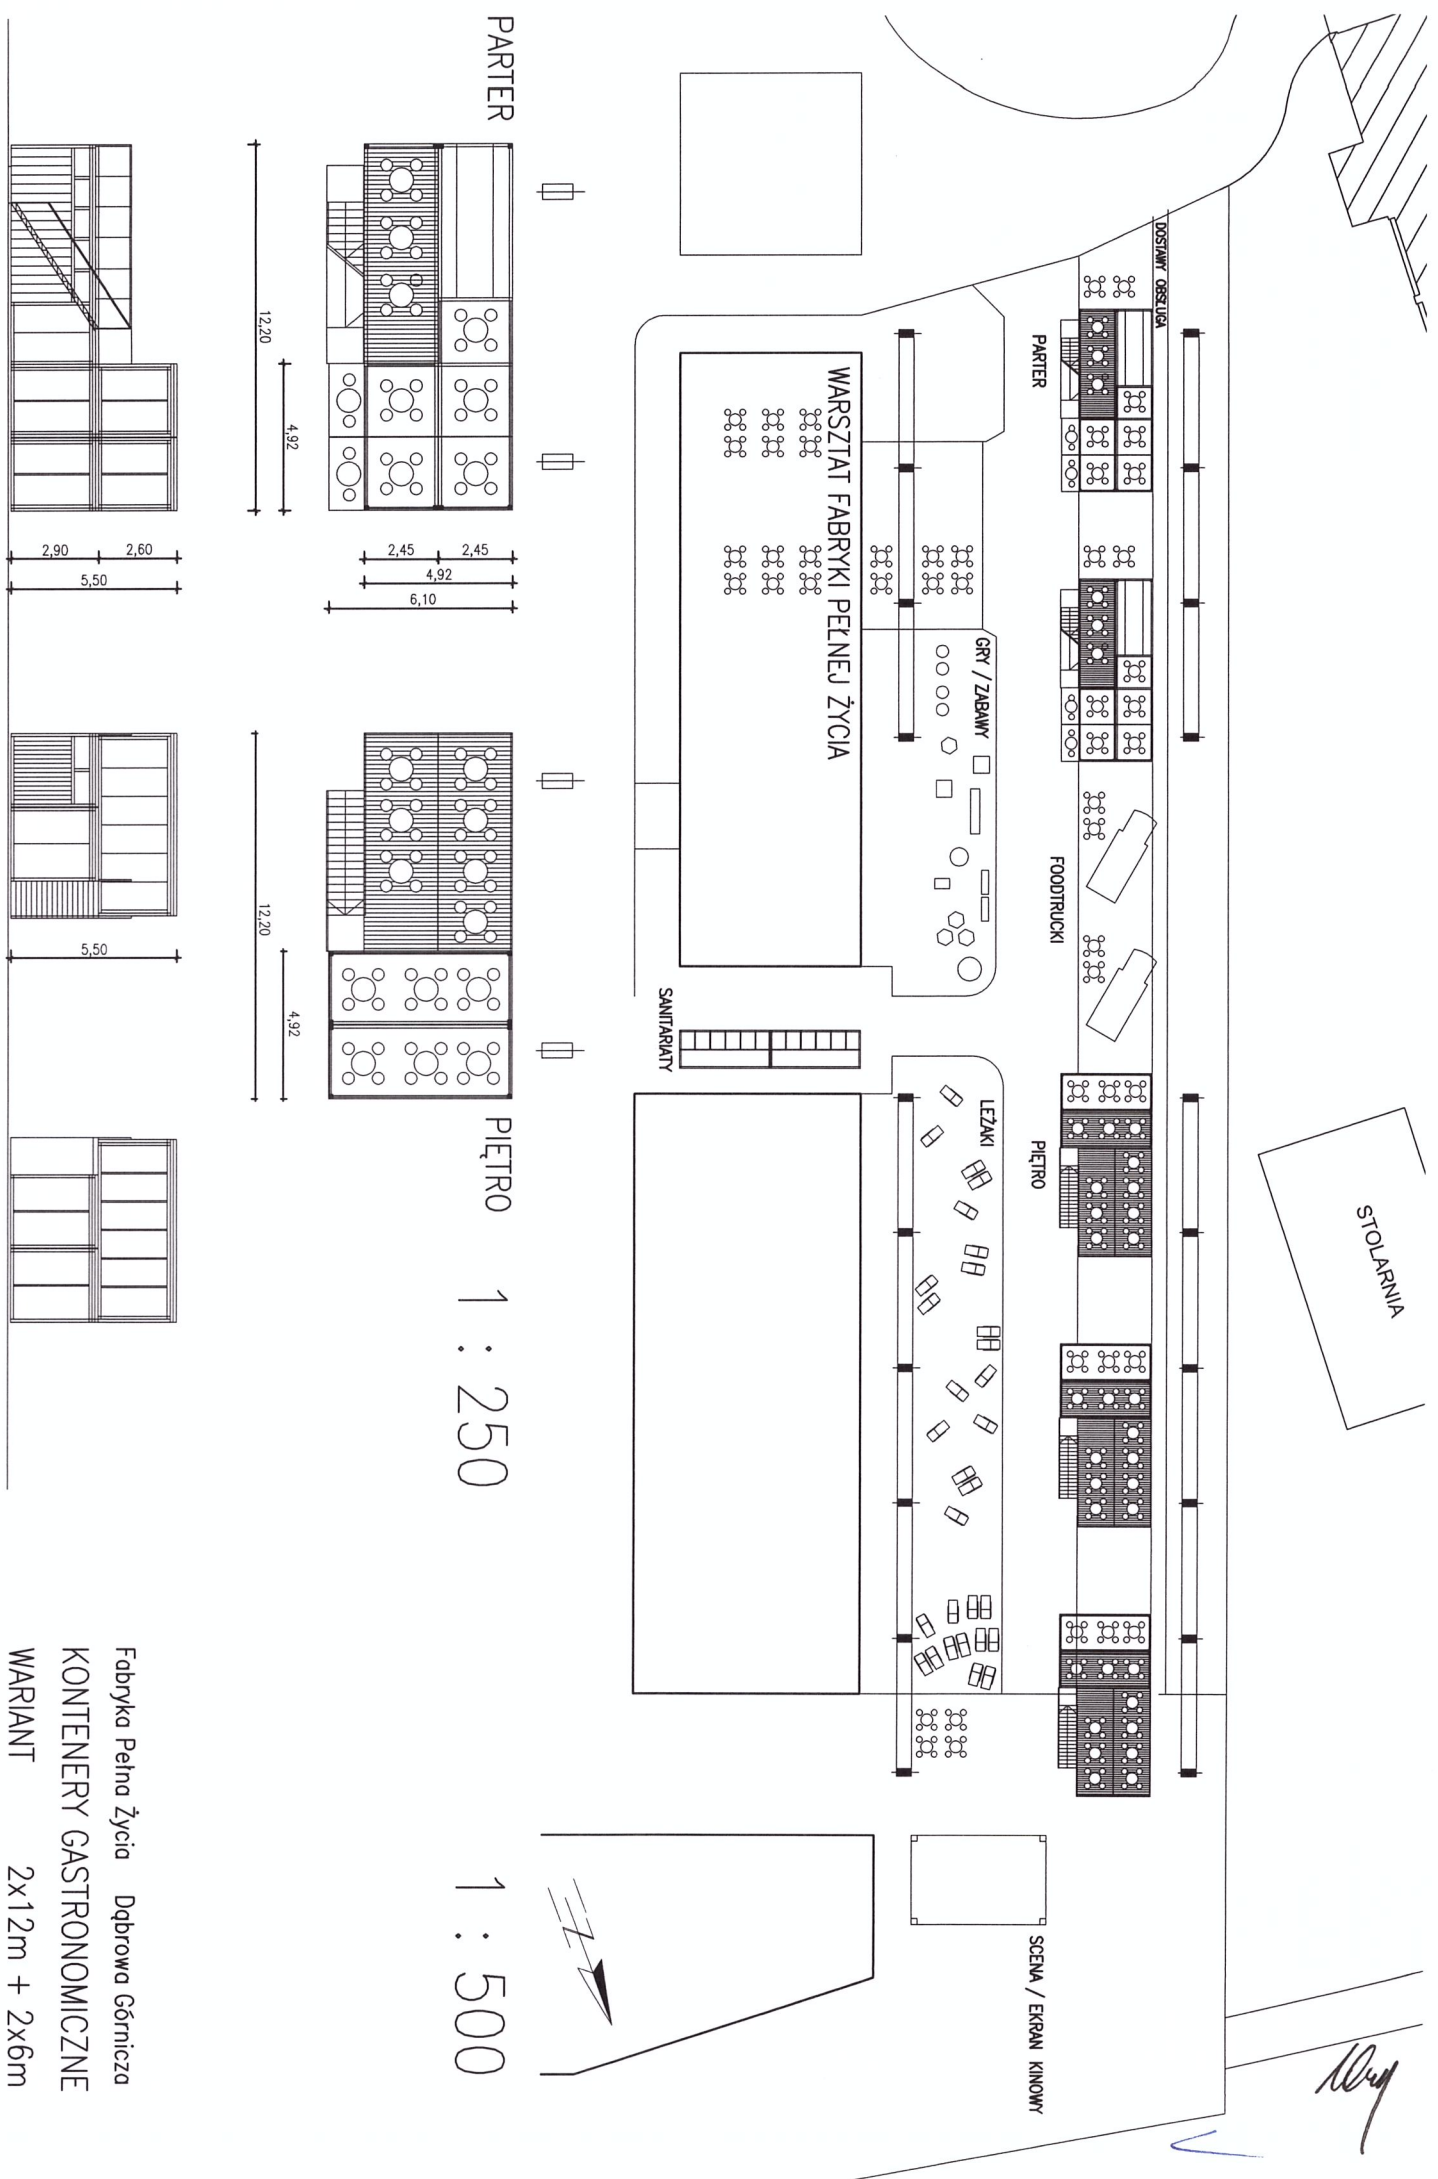 STOLARNIA
DOSTAWY OBSŁUGA
PARTER
FOODTRUCKI
PIĘTRO
SCENA / EKRAN KINOWY
GRY / ZABAWY
LEŻAKI
WARSZTAT FABRYKI PEŁNEJ ŻYCIA
SANITARIATY
PARTER
PIĘTRO
1 : 250
1 : 500
2,45
2,45
4,92
6,10
4,92
12,20
4,92
12,20
2,60
2,90
5,50
5,50
Fabryka Pełna Życia Dąbrowa Górnicza
KONTENERY GASTRONOMICZNE
WARIANT 2x12m + 2x6m